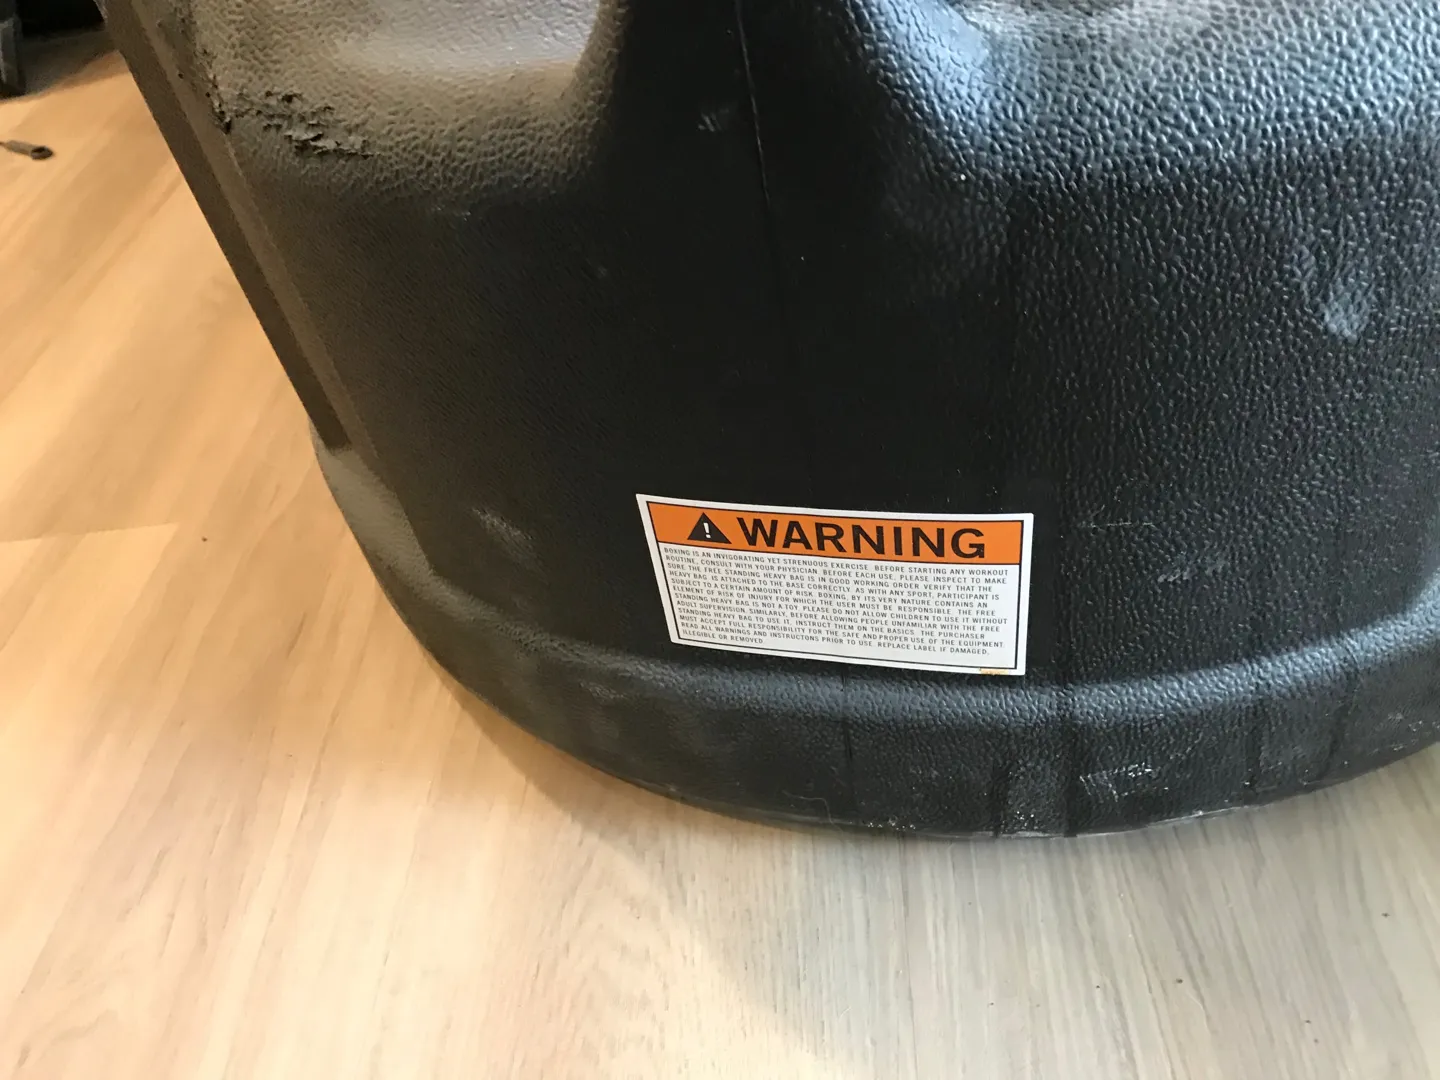 WARNING
BOXING IS AN INVIGORATING YET STRENUOUS EXERCISE. BEFORE STARTING ANY WORKOUT
ROUTINE, CONSULT WITH YOUR PHYSICIAN. BEFORE EACH USE, PLEASE INSPECT TO MAKE
SURE THE FREE STANDING HEAVY BAG IS IN GOOD WORKING ORDER. VERIFY THAT THE
HEAVY BAG IS ATTACHED TO THE BASE CORRECTLY. AS WITH ANY SPORT, PARTICIPANT IS
SUBJECT TO A CERTAIN AMOUNT OF RISK. BOXING, BY ITS VERY NATURE CONTAINS AN
ELEMENT OF RISK OF INJURY FOR WHICH THE USER MUST BE RESPONSIBLE. THE FREE
STANDING HEAVY BAG IS NOT A TOY. PLEASE DO NOT ALLOW CHILDREN TO USE IT WITHOUT
ADULT SUPERVISION. SIMILARLY, BEFORE ALLOWING PEOPLE UNFAMILIAR WITH THE FREE
STANDING HEAVY BAG TO USE IT, INSTRUCT THEM ON THE BASICS. THE PURCHASER
MUST ACCEPT FULL RESPONSIBILITY FOR THE SAFE AND PROPER USE OF THE EQUIPMENT.
READ ALL WARNINGS AND INSTRUCTONS PRIOR TO USE. REPLACE LABEL IF DAMAGED,
ILLEGIBLE OR REMOVED.